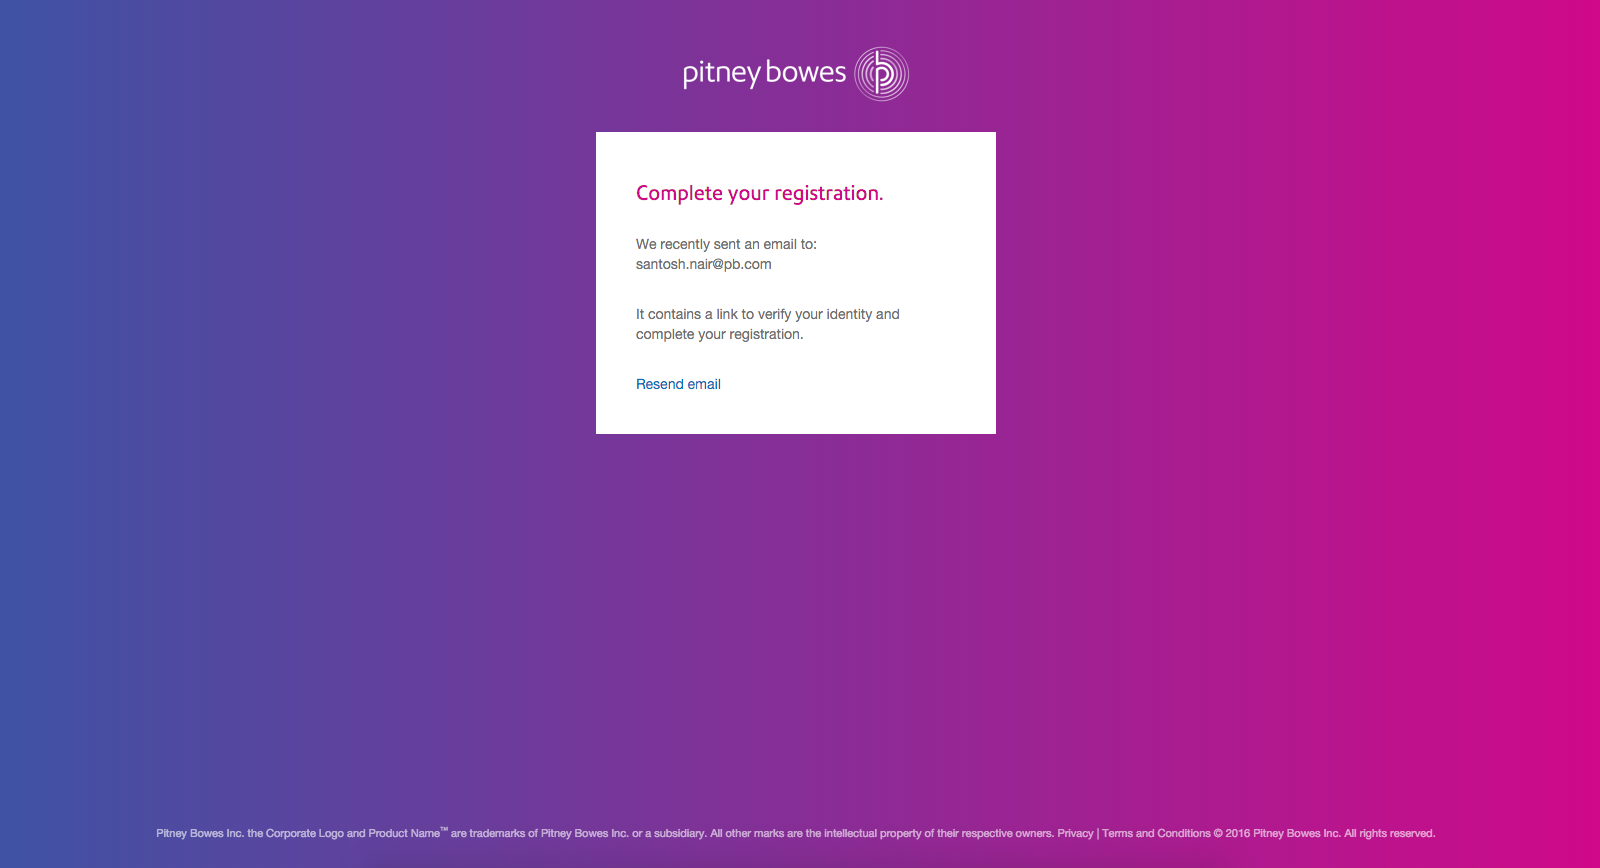 pitney bowes
Complete your registration.
We recently sent an email to:
santosh.nair@pb.com
It contains a link to verify your identity and
complete your registration.
Resend email
Pitney Bowes Inc. the Corporate Logo and Product Name™ are trademarks of Pitney Bowes Inc. or a subsidiary. All other marks are the intellectual property of their respective owners. Privacy | Terms and Conditions © 2016 Pitney Bowes Inc. All rights reserved.